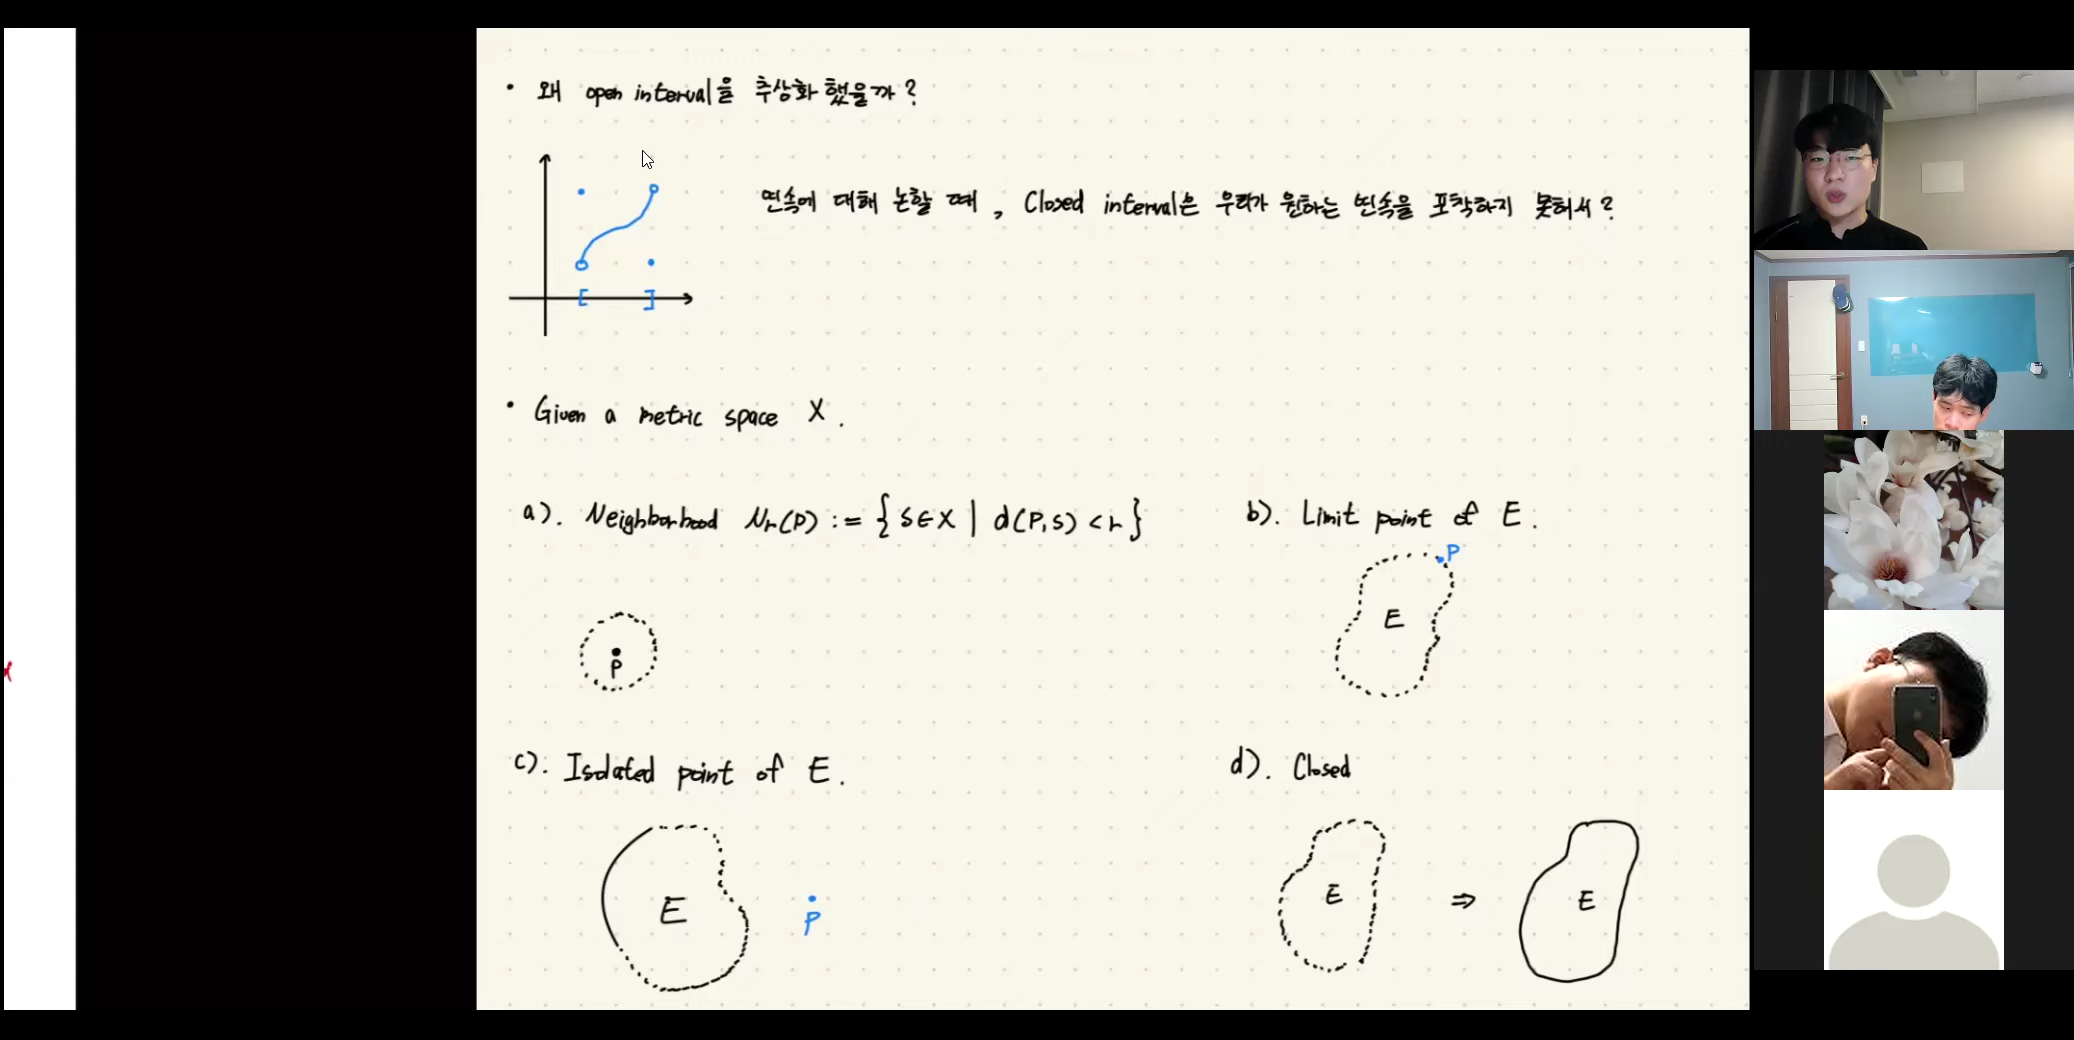 • 왜 open interval을 추상화 했을까?
연속에 대해 논할 때, Closed interval은 우리가 원하는 연속을 포착하지 못해서?
• Given a metric space X.
a). Neighborhood Nr(P) := { s∈X | d(P,s) < r }
b). Limit point of E.
P
E
P
c). Isolated point of E.
d). Closed
E
P
E ⇒ E